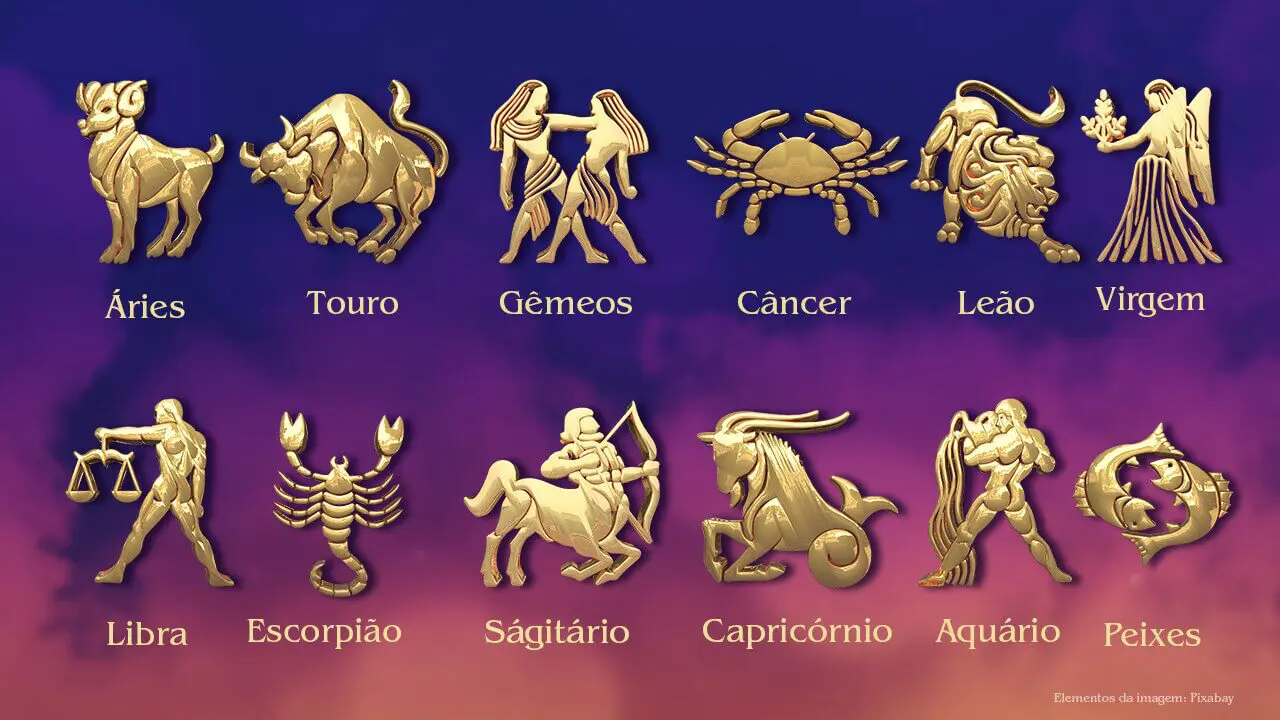 Áries
Touro
Gêmeos
Câncer
Leão
Virgem
Libra
Escorpião
Ságitário
Capricórnio
Aquário
Peixes
Elementos da imagem: Pixabay